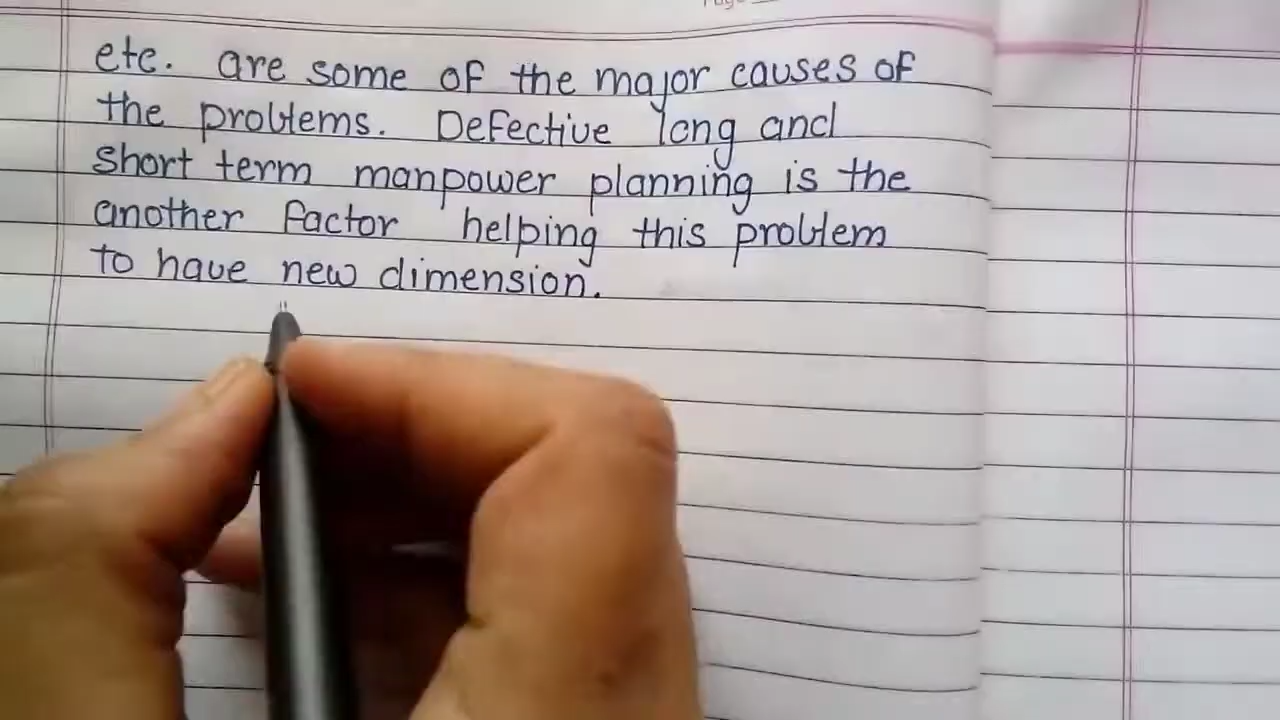 etc. are some of the major causes of
the problems. Defective long and
short term manpower planning is the
another factor helping this problem
to have new dimension.